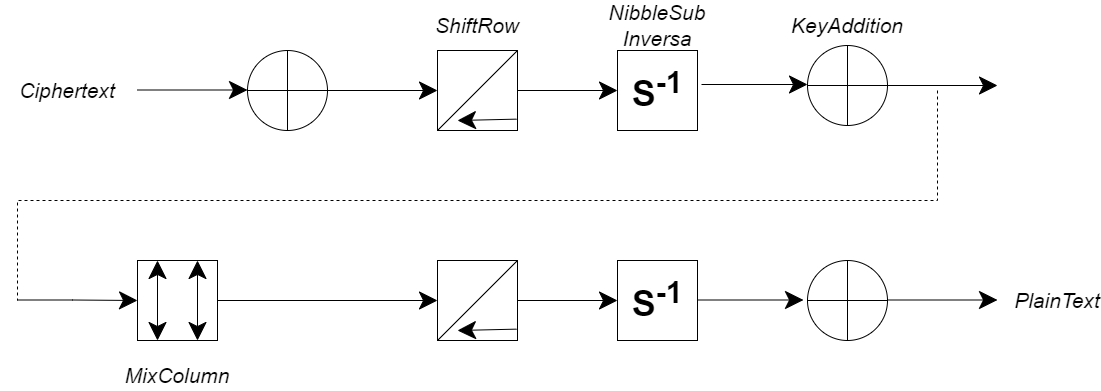 ShiftRow
NibbleSub
Inversa
KeyAddition
Ciphertext
S-1
MixColumn
S-1
PlainText